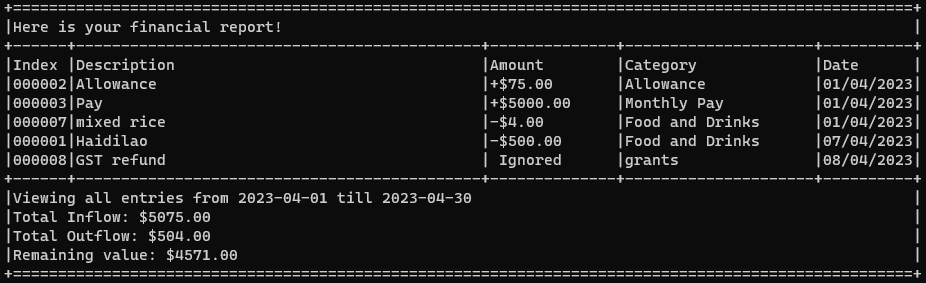 Here is your financial report!
Index |Description |Amount |Category |Date
000002|Allowance |+$75.00 |Allowance |01/04/2023
000003|Pay |+$5000.00 |Monthly Pay |01/04/2023
000007|mixed rice |-$4.00 |Food and Drinks |01/04/2023
000001|Haidilao |-$500.00 |Food and Drinks |07/04/2023
000008|GST refund | Ignored |grants |08/04/2023
Viewing all entries from 2023-04-01 till 2023-04-30
Total Inflow: $5075.00
Total Outflow: $504.00
Remaining value: $4571.00